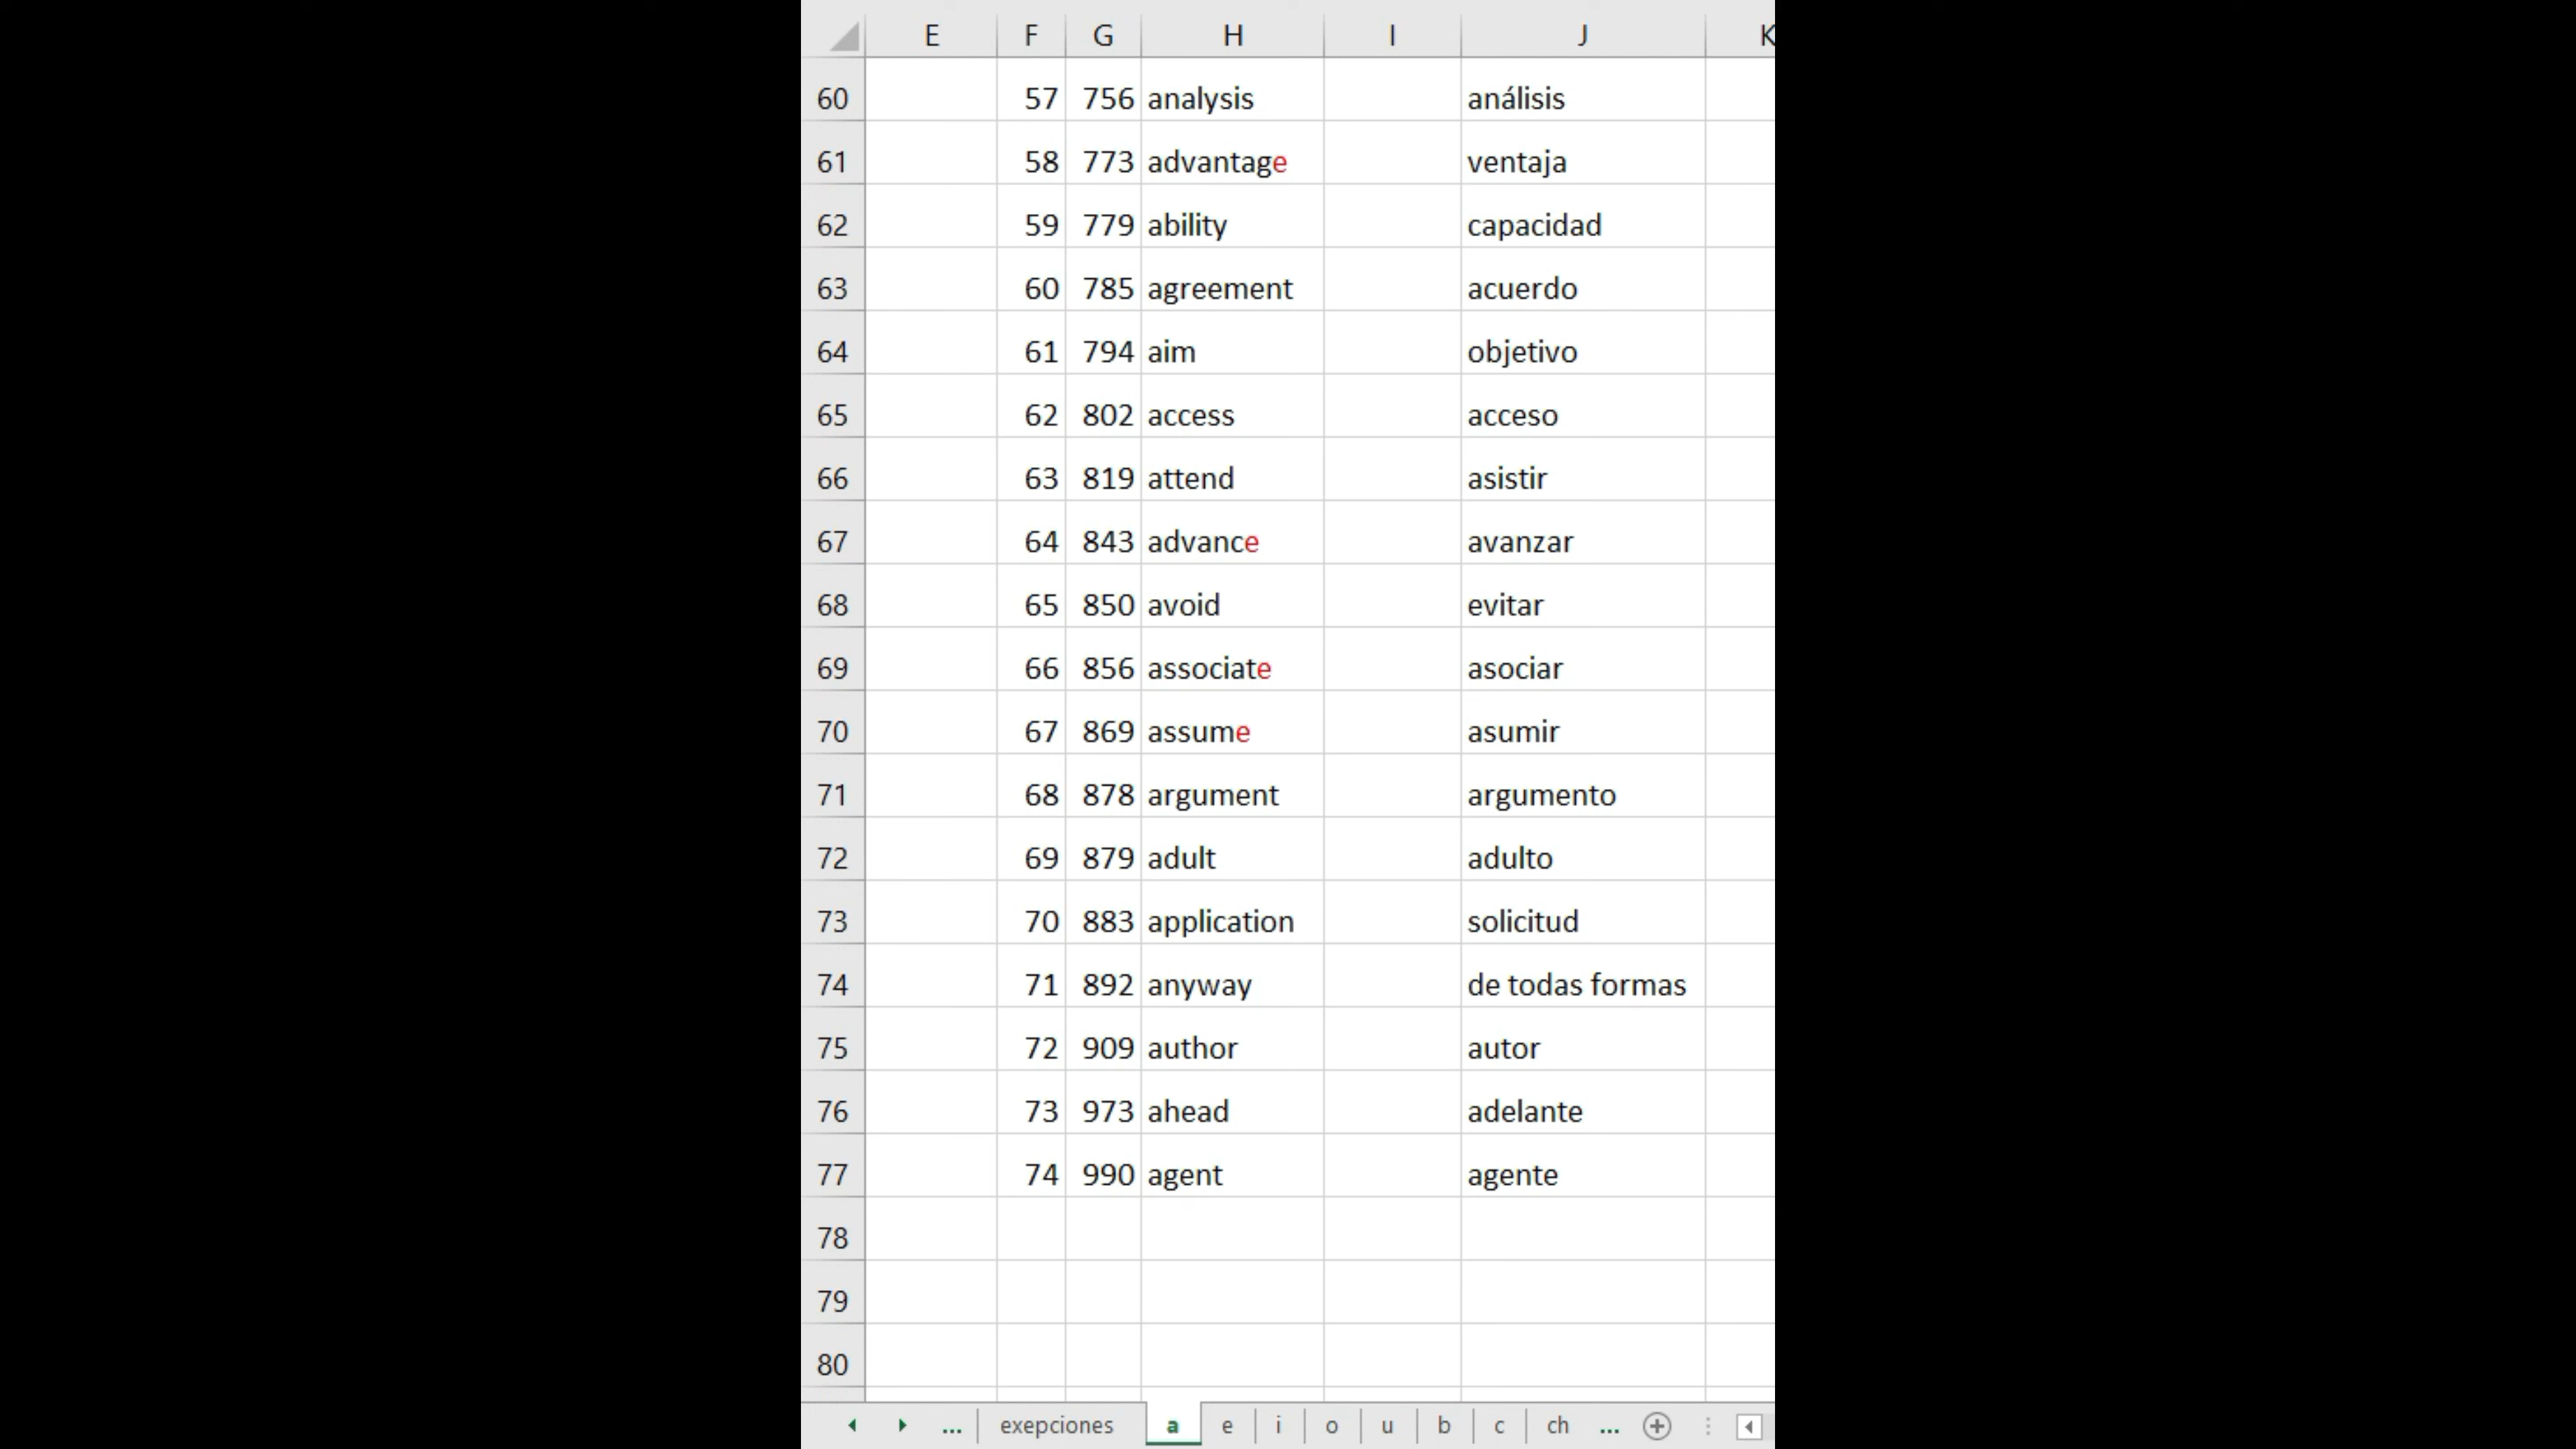 E F G H I J K
60 57 756 analysis análisis
61 58 773 advantage ventaja
62 59 779 ability capacidad
63 60 785 agreement acuerdo
64 61 794 aim objetivo
65 62 802 access acceso
66 63 819 attend asistir
67 64 843 advance avanzar
68 65 850 avoid evitar
69 66 856 associate asociar
70 67 869 assume asumir
71 68 878 argument argumento
72 69 879 adult adulto
73 70 883 application solicitud
74 71 892 anyway de todas formas
75 72 909 author autor
76 73 973 ahead adelante
77 74 990 agent agente
78
79
80
... exepciones a e i o u b c ch ...